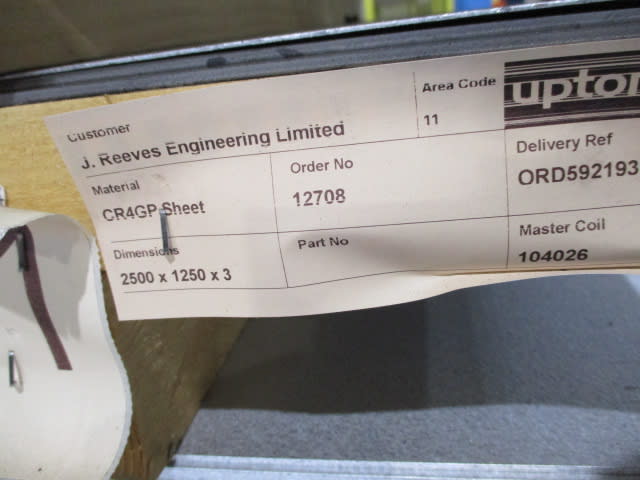 Customer
J. Reeves Engineering Limited
Area Code
11
upton
Material
CR4GP Sheet
Order No
12708
Delivery Ref
ORD592193
Dimensions
2500 x 1250 x 3
Part No
Master Coil
104026